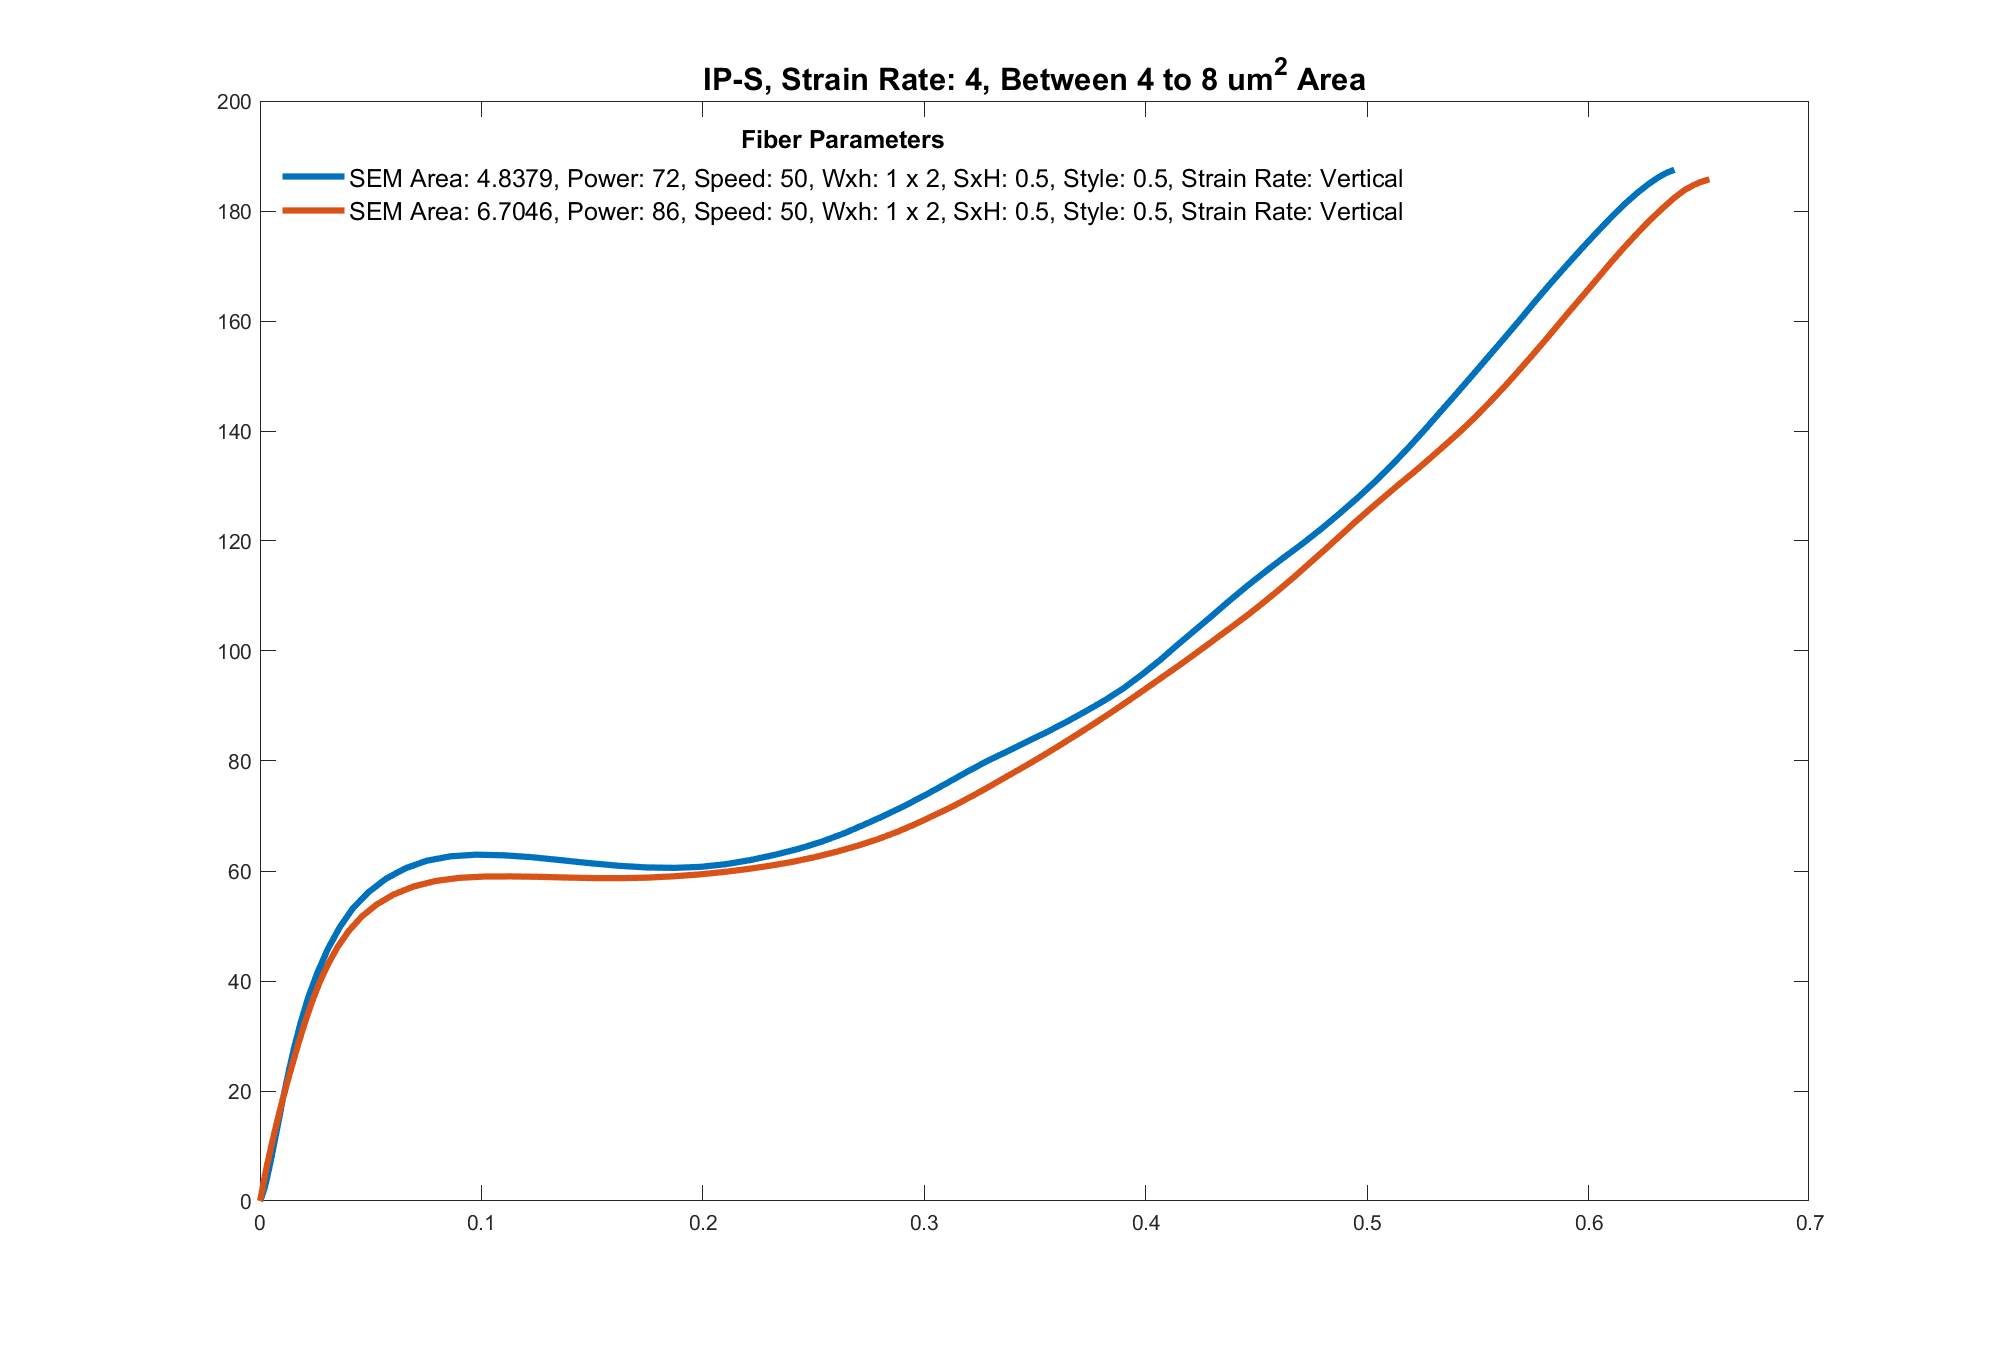 IP-S, Strain Rate: 4, Between 4 to 8 um² Area
Fiber Parameters
SEM Area: 4.8379, Power: 72, Speed: 50, Wxh: 1 x 2, SxH: 0.5, Style: 0.5, Strain Rate: Vertical
SEM Area: 6.7046, Power: 86, Speed: 50, Wxh: 1 x 2, SxH: 0.5, Style: 0.5, Strain Rate: Vertical
200
180
160
140
120
100
80
60
40
20
0
0 0.1 0.2 0.3 0.4 0.5 0.6 0.7